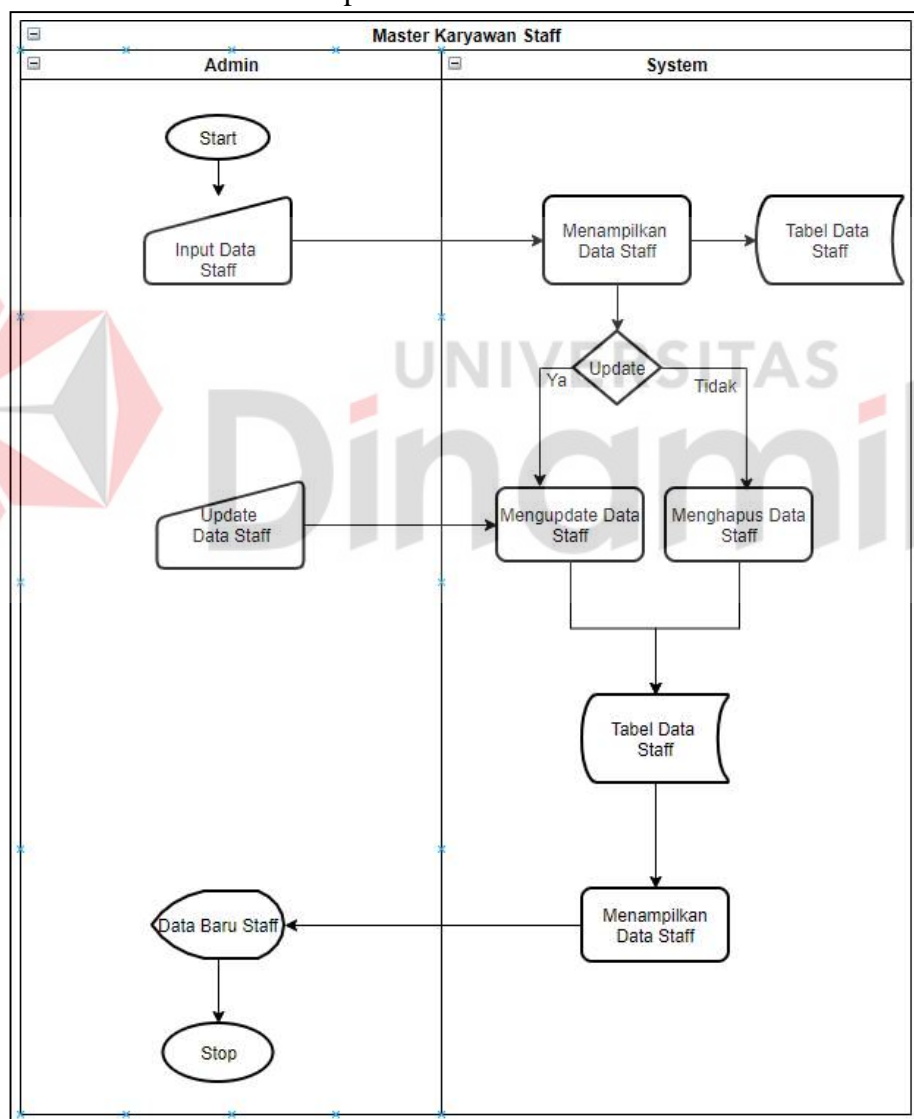 Master Karyawan Staff
Admin
System
Start
Input Data
Staff
Menampilkan
Data Staff
Tabel Data
Staff
Update
Ya
Tidak
UNIVERSITAS
Update
Data Staff
Mengupdate Data
Staff
Menghapus Data
Staff
Tabel Data
Staff
Menampilkan
Data Staff
Data Baru Staff
Stop